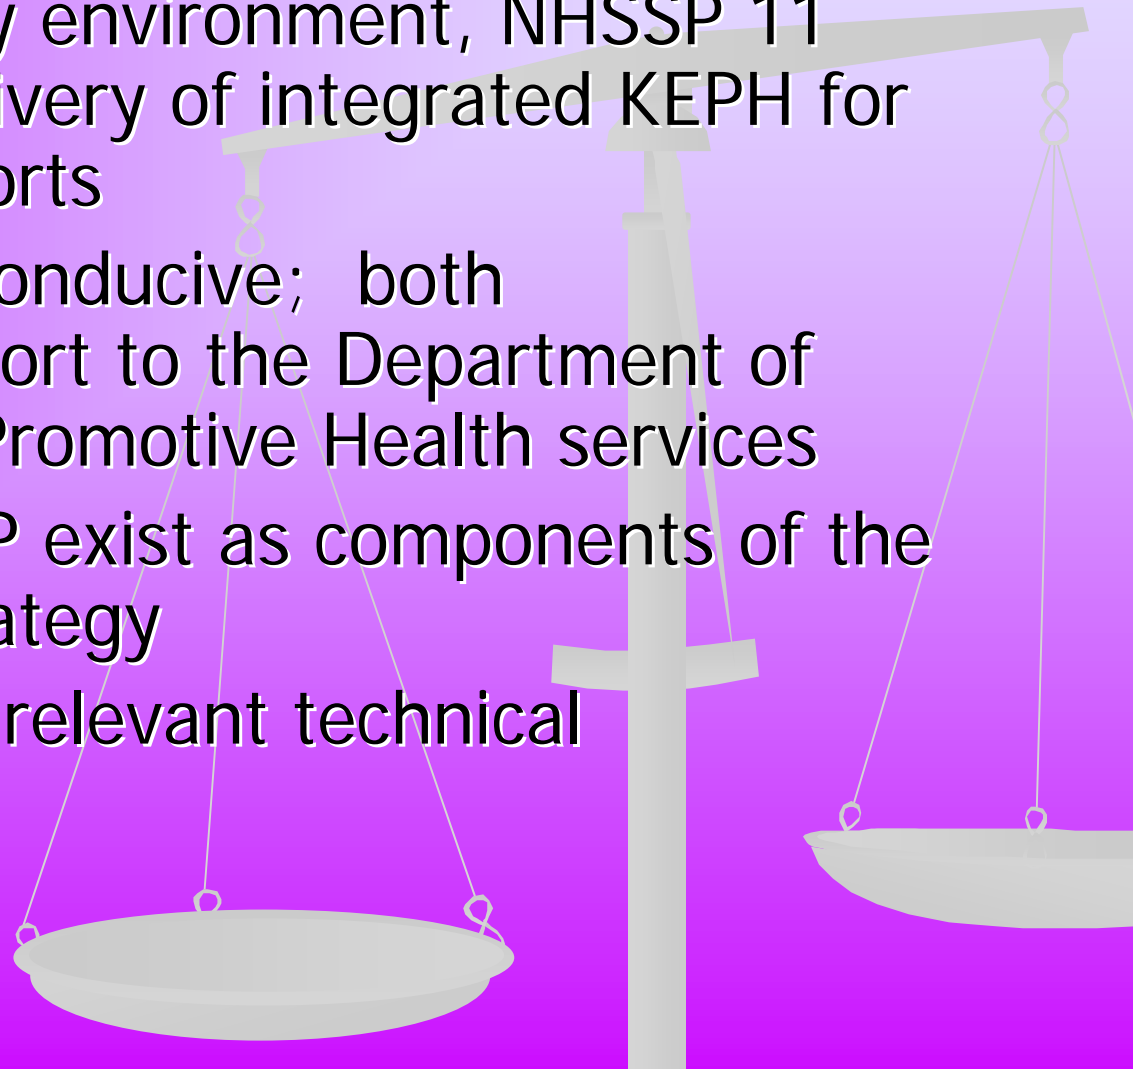 y environment, NHSSP 11
ivery of integrated KEPH for
orts
onducive; both
ort to the Department of
Promotive Health services
P exist as components of the
ategy
relevant technical